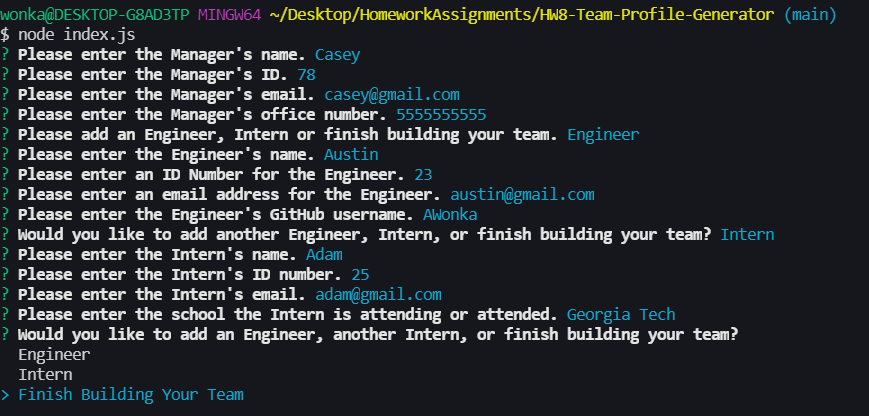 wonka@DESKTOP-G8AD3TP MINGW64 ~/Desktop/HomeworkAssignments/HW8-Team-Profile-Generator (main)
$ node index.js
? Please enter the Manager's name. Casey
? Please enter the Manager's ID. 78
? Please enter the Manager's email. casey@gmail.com
? Please enter the Manager's office number. 5555555555
? Please add an Engineer, Intern or finish building your team. Engineer
? Please enter the Engineer's name. Austin
? Please enter an ID Number for the Engineer. 23
? Please enter an email address for the Engineer. austin@gmail.com
? Please enter the Engineer's GitHub username. AWonka
? Would you like to add another Engineer, Intern, or finish building your team? Intern
? Please enter the Intern's name. Adam
? Please enter the Intern's ID number. 25
? Please enter the Intern's email. adam@gmail.com
? Please enter the school the Intern is attending or attended. Georgia Tech
? Would you like to add an Engineer, another Intern, or finish building your team?
  Engineer
  Intern
> Finish Building Your Team